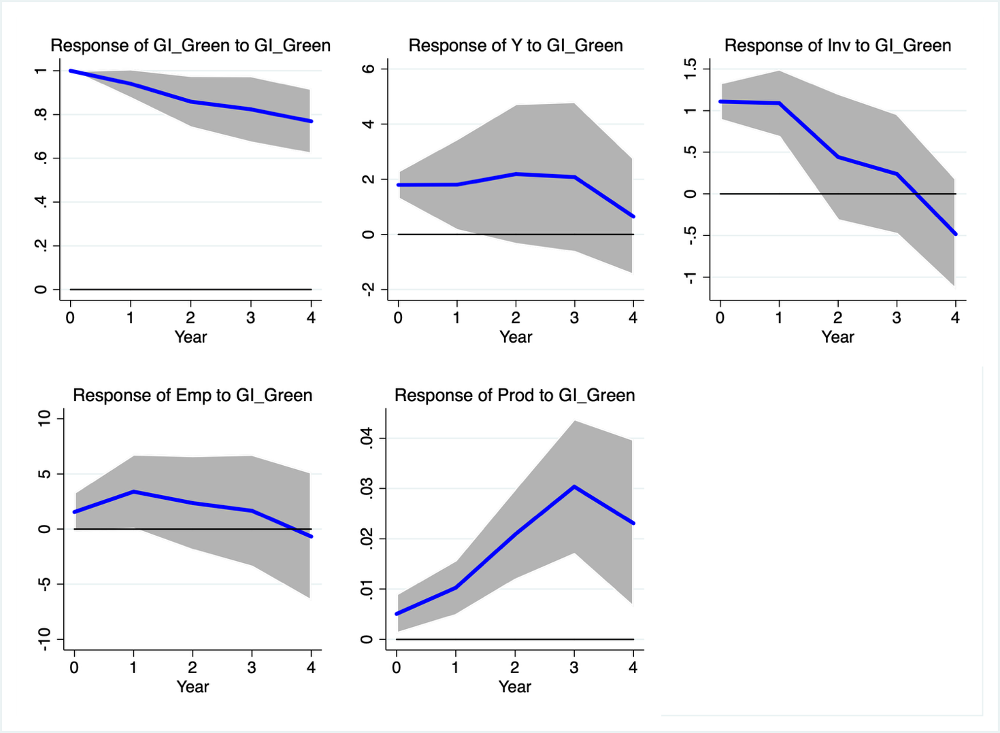 Response of GI_Green to GI_Green
1
.8
.6
.4
.2
0
0 1 2 3 4
Year
Response of Y to GI_Green
6
4
2
0
-2
0 1 2 3 4
Year
Response of Inv to GI_Green
1.5
1
.5
0
-.5
-1
0 1 2 3 4
Year
Response of Emp to GI_Green
10
5
0
-5
-10
0 1 2 3 4
Year
Response of Prod to GI_Green
.04
.03
.02
.01
0
0 1 2 3 4
Year